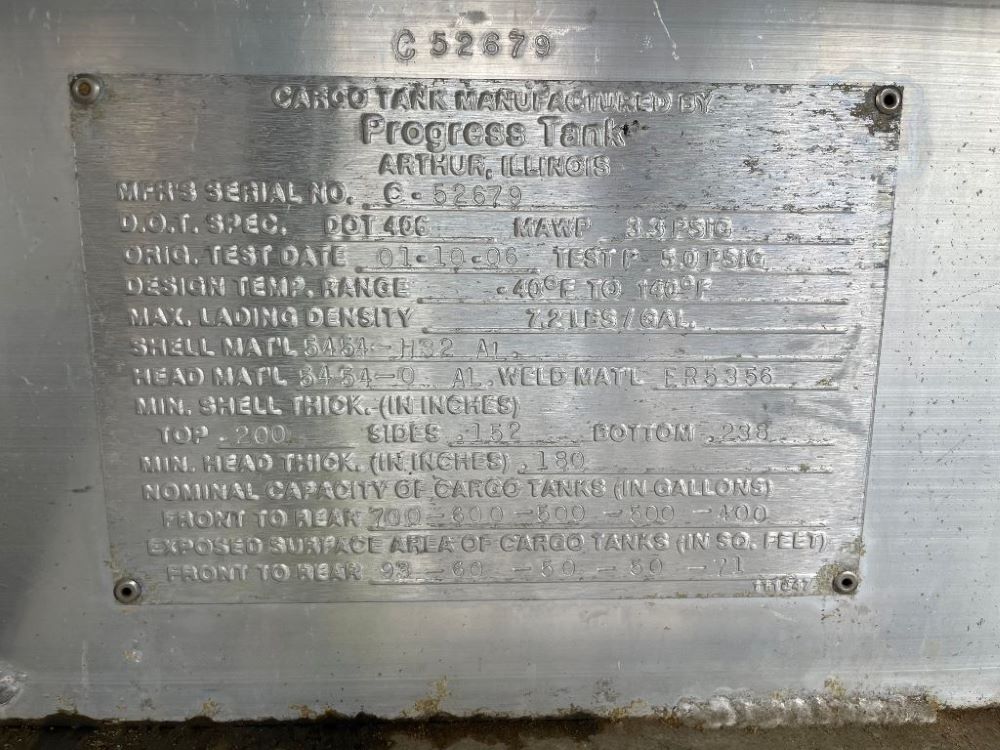 C 52679
CARGO TANK MANUFACTURED BY
Progress Tank
ARTHUR, ILLINOIS
MFR'S SERIAL NO. C-52679
D.O.T. SPEC. DOT 406 MAWP 3.3 PSIG
ORIG. TEST DATE 01-10-06 TEST P. 5.0 PSIG
DESIGN TEMP. RANGE -40°F TO 140°F
MAX. LADING DENSITY 7.2 LBS/GAL.
SHELL MAT'L 5454-H32 AL.
HEAD MAT'L 5454-O AL. WELD MAT'L ER5356
MIN. SHELL THICK. (IN INCHES)
TOP .200 SIDES .152 BOTTOM .238
MIN. HEAD THICK. (IN INCHES) .180
NOMINAL CAPACITY OF CARGO TANKS (IN GALLONS)
FRONT TO REAR 700-600-500-500-400
EXPOSED SURFACE AREA OF CARGO TANKS (IN SQ. FEET)
FRONT TO REAR 93-60-50-50-71